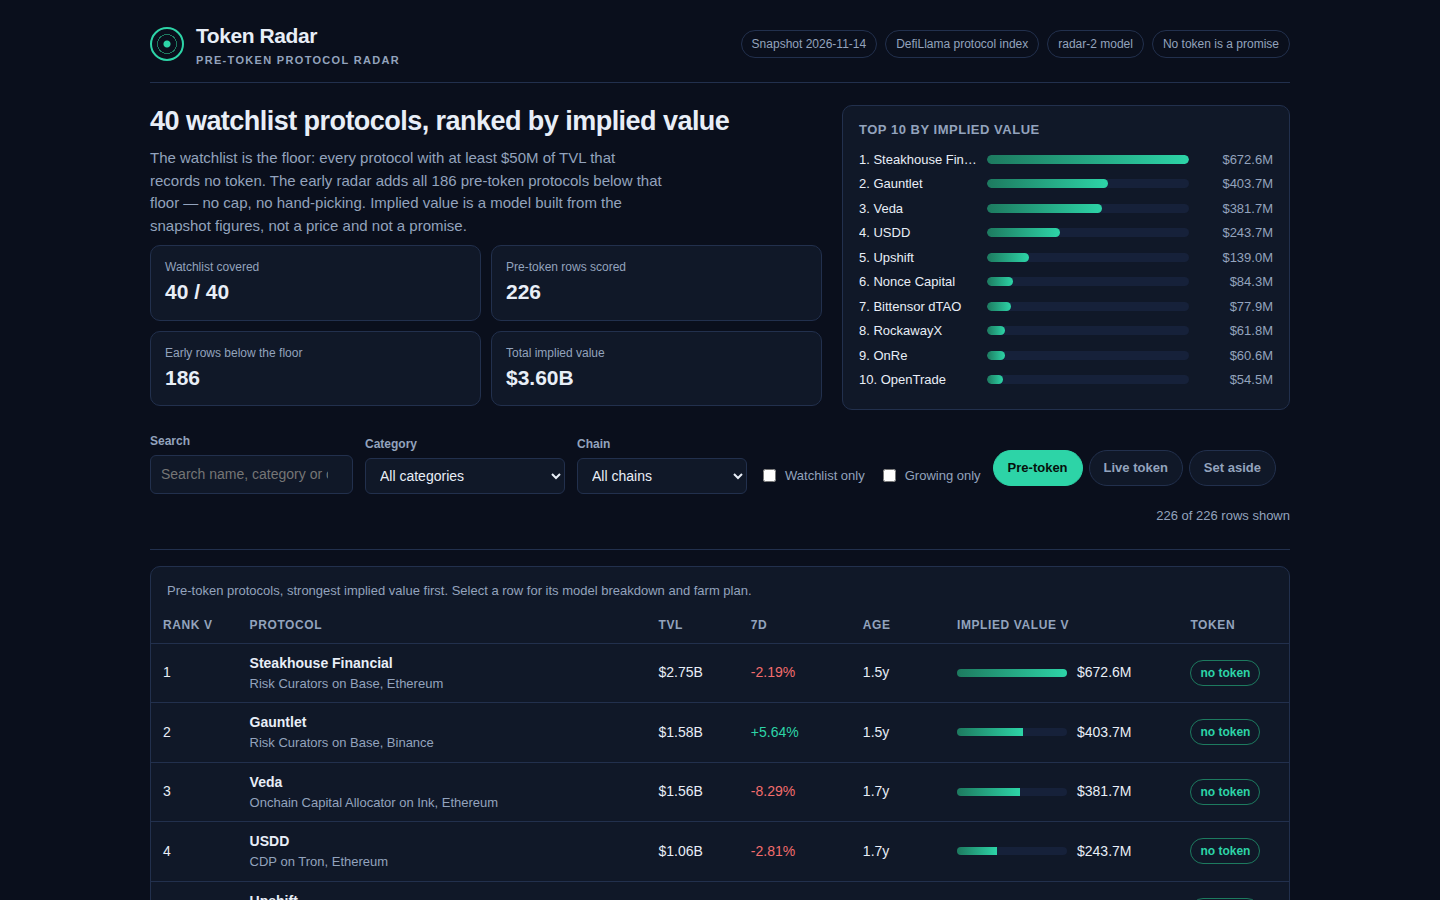 Token Radar
PRE-TOKEN PROTOCOL RADAR
Snapshot 2026-11-14
DefiLlama protocol index
radar-2 model
No token is a promise
40 watchlist protocols, ranked by implied value
The watchlist is the floor: every protocol with at least $50M of TVL that
records no token. The early radar adds all 186 pre-token protocols below that
floor — no cap, no hand-picking. Implied value is a model built from the
snapshot figures, not a price and not a promise.
Watchlist covered
40 / 40
Pre-token rows scored
226
Early rows below the floor
186
Total implied value
$3.60B
TOP 10 BY IMPLIED VALUE
1. Steakhouse Fin… $672.6M
2. Gauntlet $403.7M
3. Veda $381.7M
4. USDD $243.7M
5. Upshift $139.0M
6. Nonce Capital $84.3M
7. Bittensor dTAO $77.9M
8. RockawayX $61.8M
9. OnRe $60.6M
10. OpenTrade $54.5M
Search
Search name, category or
Category
All categories
Chain
All chains
Watchlist only
Growing only
Pre-token
Live token
Set aside
226 of 226 rows shown
Pre-token protocols, strongest implied value first. Select a row for its model breakdown and farm plan.
RANK V PROTOCOL TVL 7D AGE IMPLIED VALUE V TOKEN
1 Steakhouse Financial $2.75B -2.19% 1.5y $672.6M no token
Risk Curators on Base, Ethereum
2 Gauntlet $1.58B +5.64% 1.5y $403.7M no token
Risk Curators on Base, Binance
3 Veda $1.56B -8.29% 1.7y $381.7M no token
Onchain Capital Allocator on Ink, Ethereum
4 USDD $1.06B -2.81% 1.7y $243.7M no token
CDP on Tron, Ethereum